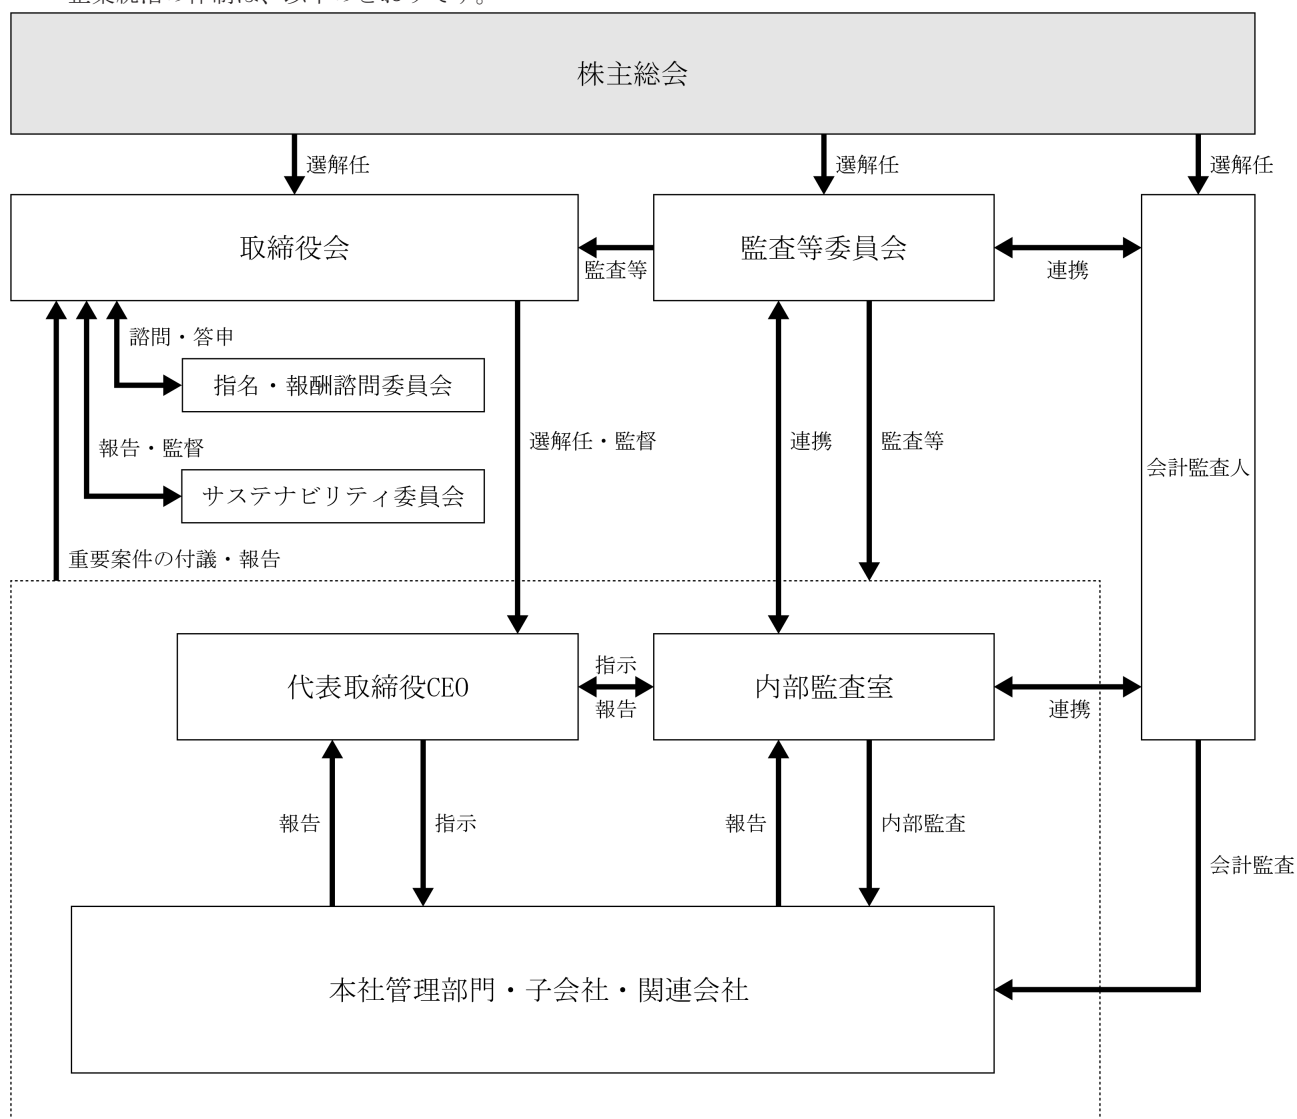 株主総会
選解任
選解任
選解任
取締役会
監査等
監査等委員会
連携
諮問・答申
指名・報酬諮問委員会
報告・監督
サステナビリティ委員会
重要案件の付議・報告
選解任・監督
連携
監査等
会計監査人
代表取締役CEO
指示
報告
内部監査室
連携
報告
指示
報告
内部監査
会計監査
本社管理部門・子会社・関連会社